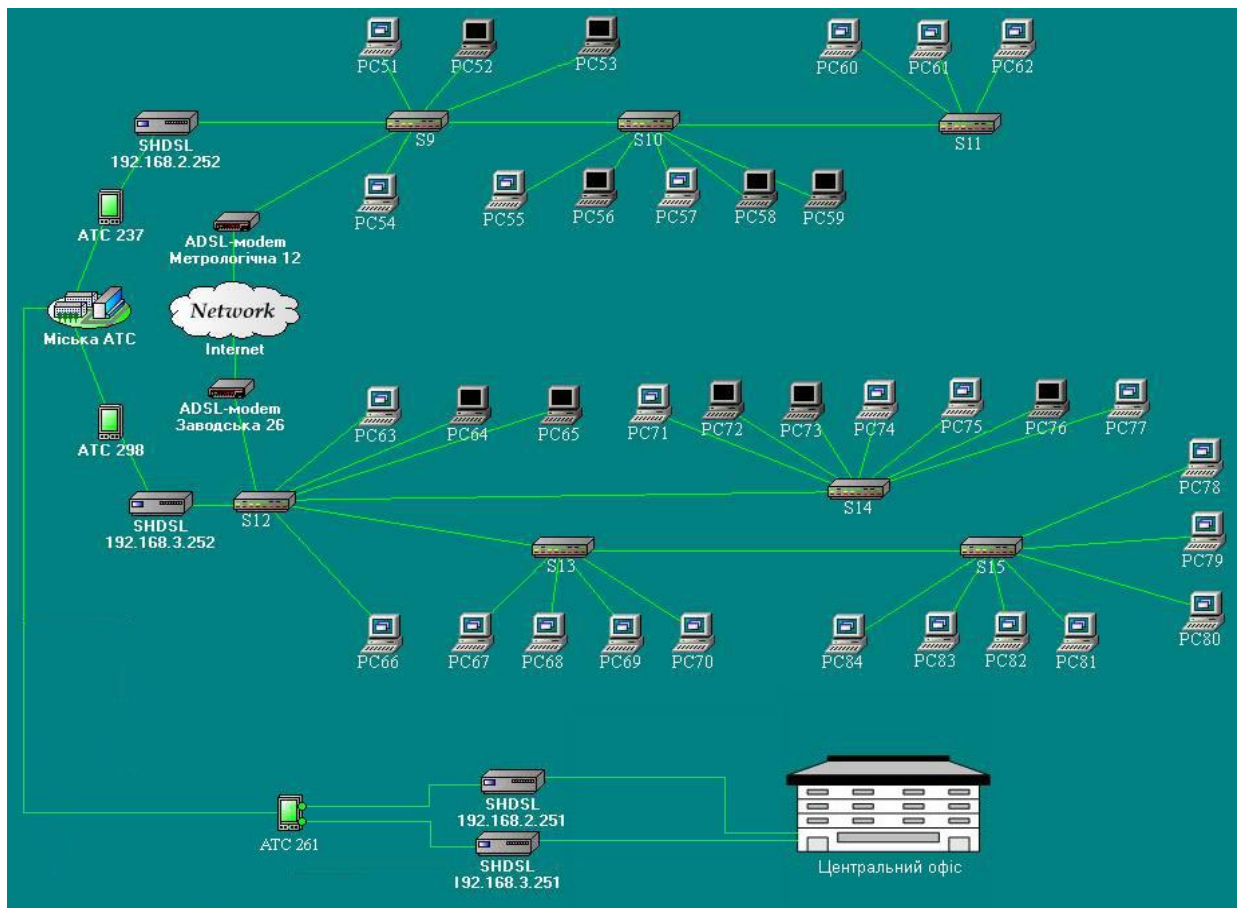 PC51
PC52
PC53
PC60
PC61
PC62
SHDSL
192.168.2.252
S9
S10
S11
PC54
PC55
PC56
PC57
PC58
PC59
АТС 237
ADSL-модем
Метрологічна 12
Network
Internet
Міська АТС
ADSL-модем
Заводська 26
АТС 298
PC63
PC64
PC65
PC71
PC72
PC73
PC74
PC75
PC76
PC77
PC78
SHDSL
192.168.3.252
S12
S14
S13
S15
PC79
PC66
PC67
PC68
PC69
PC70
PC84
PC83
PC82
PC81
PC80
SHDSL
192.168.2.251
АТС 261
SHDSL
192.168.3.251
Центральний офіс